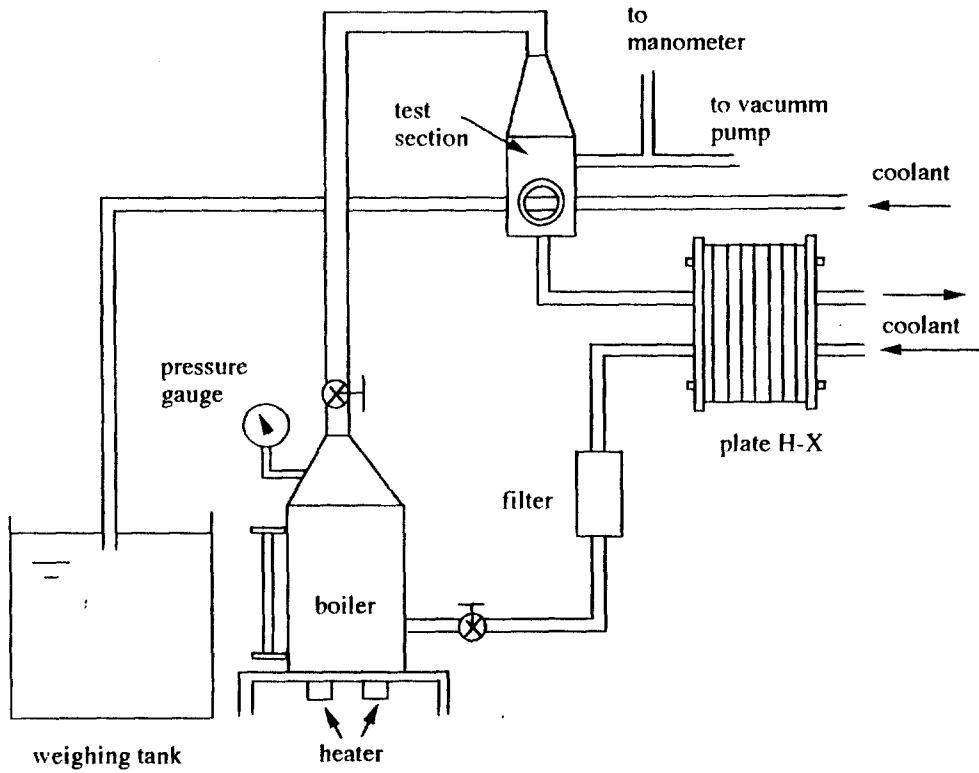 to
manometer
test
section
to vacumm
pump
coolant
coolant
pressure
gauge
plate H-X
filter
boiler
weighing tank
heater